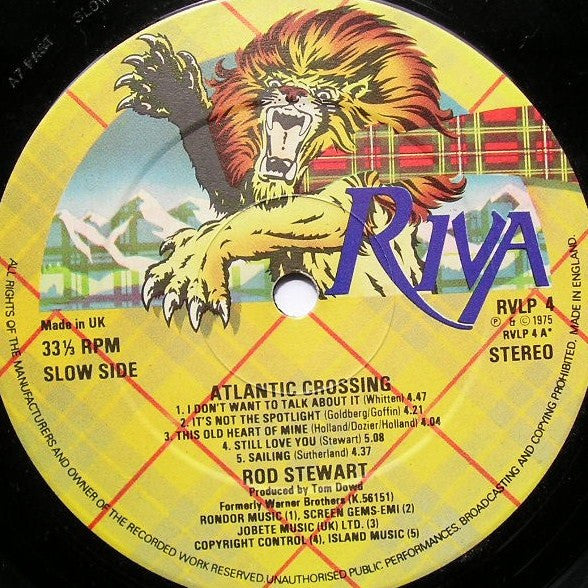 RIVA
RVLP 4
℗ & © 1975
RVLP 4 A*
STEREO
Made in UK
33⅓ RPM
SLOW SIDE
ATLANTIC CROSSING
1. I DON'T WANT TO TALK ABOUT IT (Whitten) 4.47
2. IT'S NOT THE SPOTLIGHT (Goldberg/Goffin) 4.21
3. THIS OLD HEART OF MINE (Holland/Dozier/Holland) 4.04
4. STILL LOVE YOU (Stewart) 5.08
5. SAILING (Sutherland) 4.37
ROD STEWART
Produced by Tom Dowd
Formerly Warner Brothers (K.56151)
RONDOR MUSIC (1), SCREEN GEMS-EMI (2)
JOBETE MUSIC (UK) LTD. (3)
COPYRIGHT CONTROL (4), ISLAND MUSIC (5)
ALL RIGHTS OF THE MANUFACTURERS AND OWNER OF THE RECORDED WORK RESERVED. UNAUTHORISED PUBLIC PERFORMANCES, BROADCASTING AND COPYING PROHIBITED. MADE IN ENGLAND.